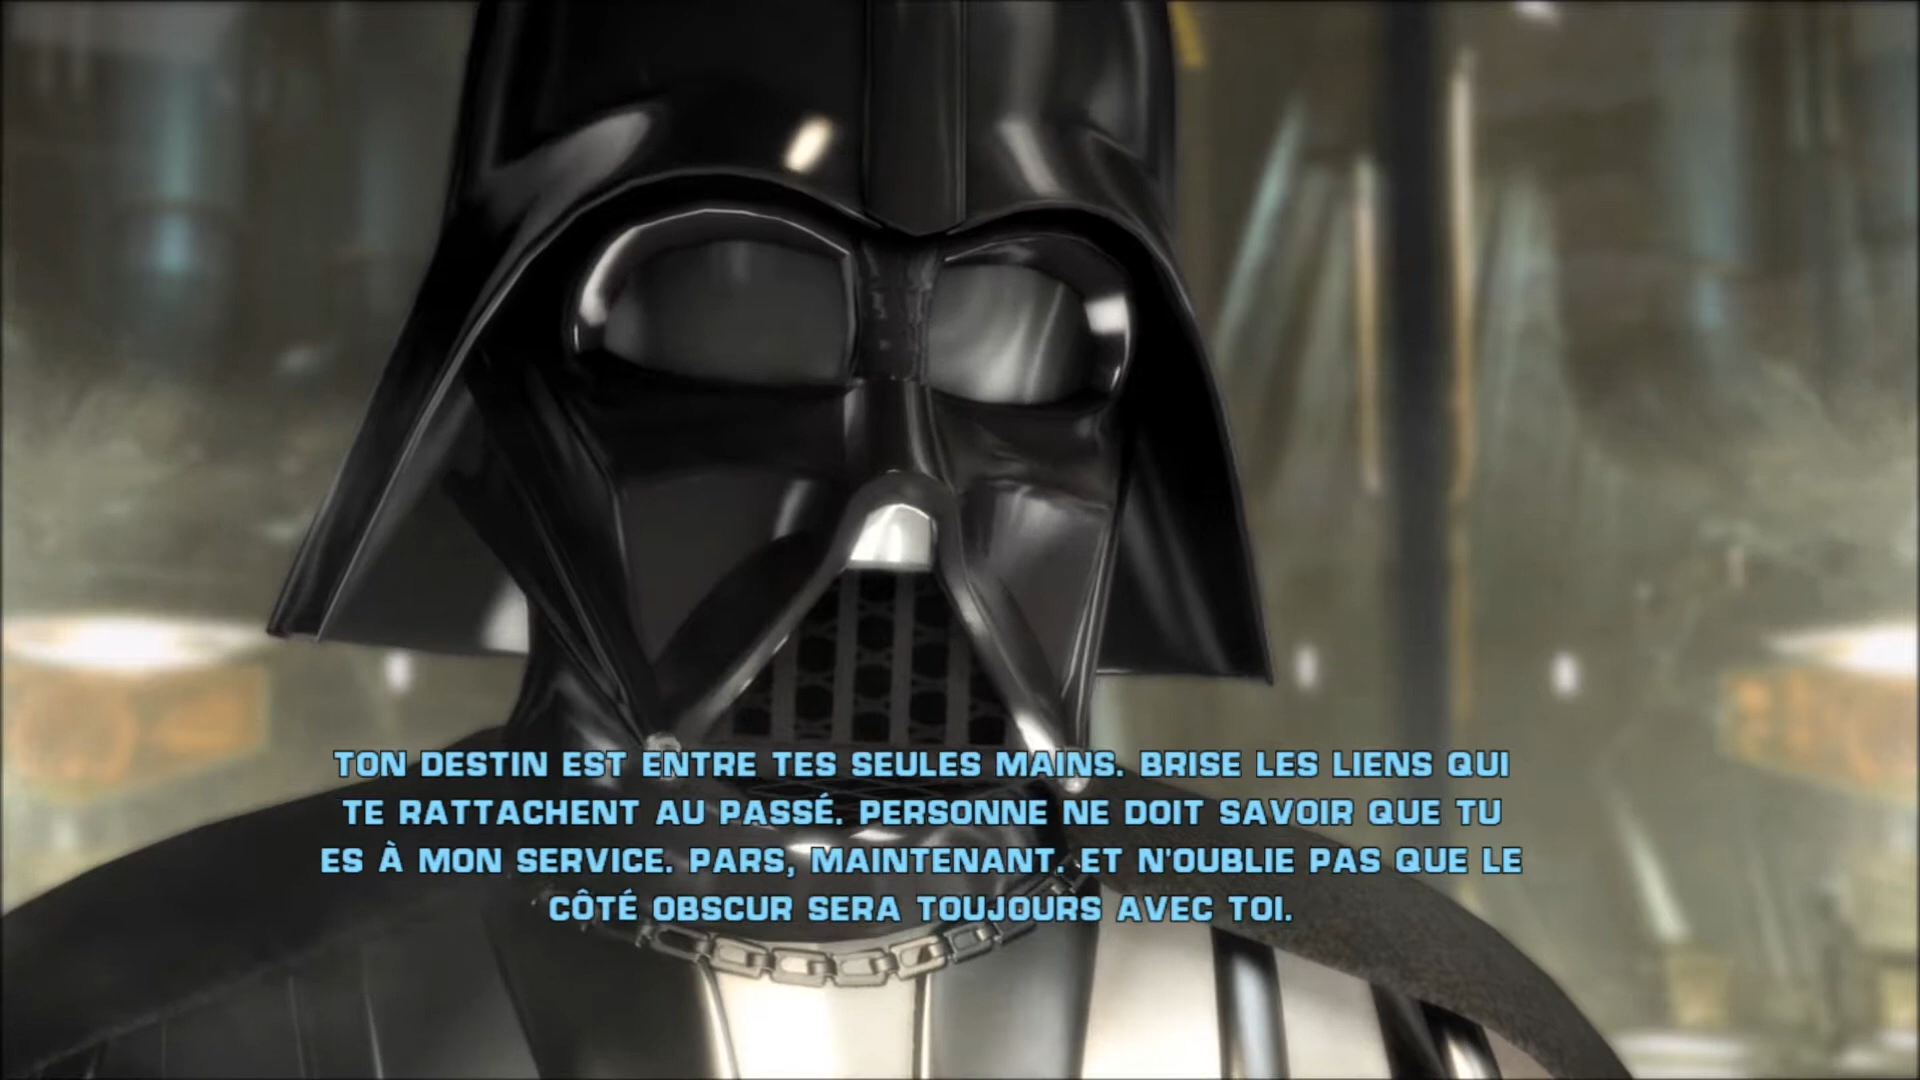 TON DESTIN EST ENTRE TES SEULES MAINS. BRISE LES LIENS QUI
TE RATTACHENT AU PASSÉ. PERSONNE NE DOIT SAVOIR QUE TU
ES À MON SERVICE. PARS, MAINTENANT. ET N'OUBLIE PAS QUE LE
CÔTÉ OBSCUR SERA TOUJOURS AVEC TOI.